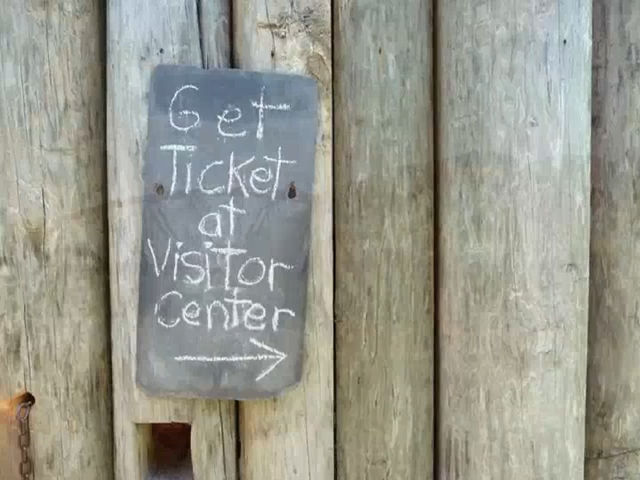 Get
Ticket
at
Visitor
Center
→